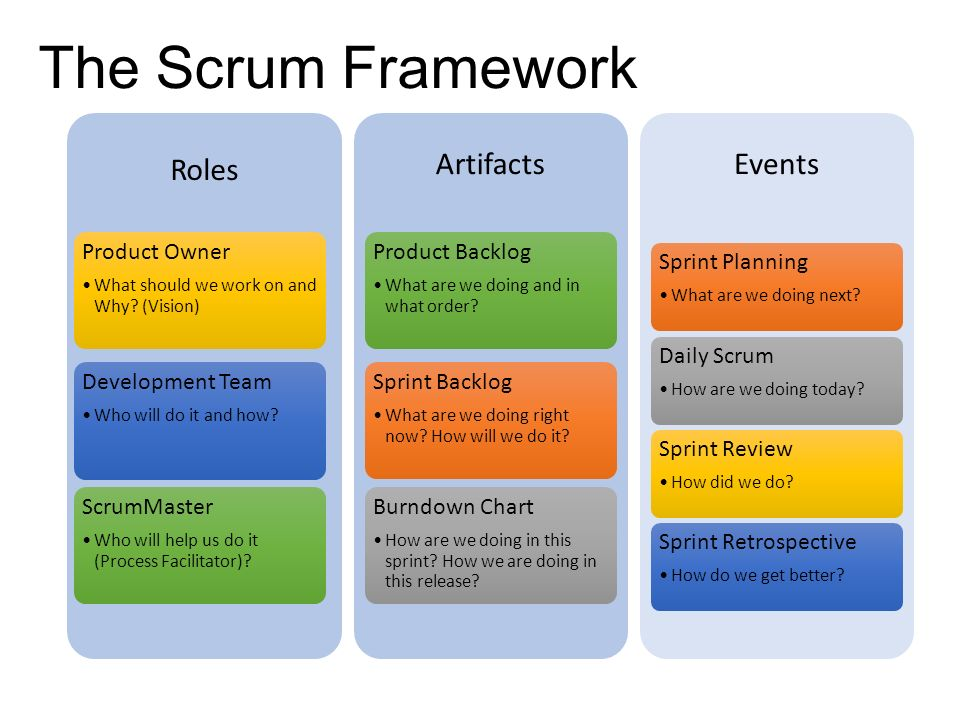 The Scrum Framework
Roles
Product Owner
•What should we work on and
Why? (Vision)
Development Team
•Who will do it and how?
ScrumMaster
•Who will help us do it
(Process Facilitator)?
Artifacts
Product Backlog
•What are we doing and in
what order?
Sprint Backlog
•What are we doing right
now? How will we do it?
Burndown Chart
•How are we doing in this
sprint? How we are doing in
this release?
Events
Sprint Planning
•What are we doing next?
Daily Scrum
•How are we doing today?
Sprint Review
•How did we do?
Sprint Retrospective
•How do we get better?